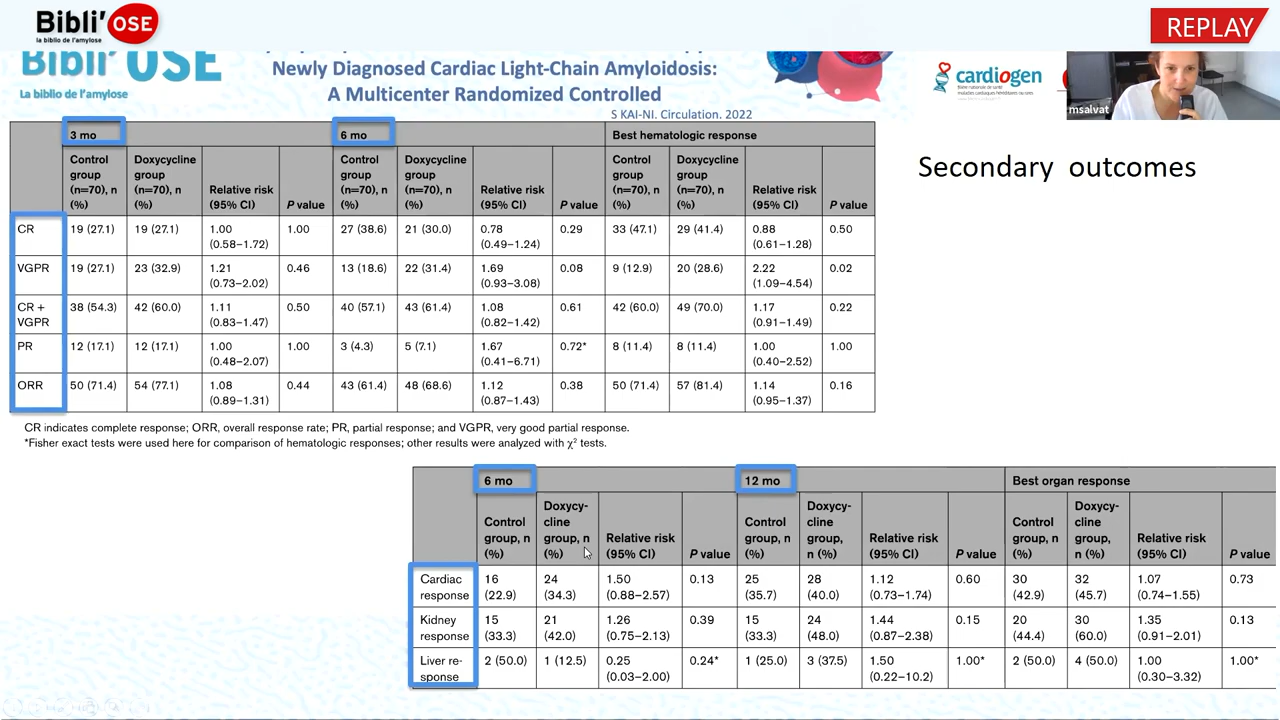 Bibli'OSE
la biblio de l'amylose
REPLAY
Bibli'OSE
La biblio de l'amylose
Newly Diagnosed Cardiac Light-Chain Amyloidosis:
A Multicenter Randomized Controlled
S KAI-NI. Circulation. 2022
cardiogen
msalvat
Secondary outcomes
3 mo 6 mo Best hematologic response
Control group (n=70), n (%) Doxycycline group (n=70), n (%) Relative risk (95% CI) P value Control group (n=70), n (%) Doxycycline group (n=70), n (%) Relative risk (95% CI) P value Control group (n=70), n (%) Doxycycline group (n=70), n (%) Relative risk (95% CI) P value
CR 19 (27.1) 19 (27.1) 1.00 (0.58–1.72) 1.00 27 (38.6) 21 (30.0) 0.78 (0.49–1.24) 0.29 33 (47.1) 29 (41.4) 0.88 (0.61–1.28) 0.50
VGPR 19 (27.1) 23 (32.9) 1.21 (0.73–2.02) 0.46 13 (18.6) 22 (31.4) 1.69 (0.93–3.08) 0.08 9 (12.9) 20 (28.6) 2.22 (1.09–4.54) 0.02
CR + VGPR 38 (54.3) 42 (60.0) 1.11 (0.83–1.47) 0.50 40 (57.1) 43 (61.4) 1.08 (0.82–1.42) 0.61 42 (60.0) 49 (70.0) 1.17 (0.91–1.49) 0.22
PR 12 (17.1) 12 (17.1) 1.00 (0.48–2.07) 1.00 3 (4.3) 5 (7.1) 1.67 (0.41–6.71) 0.72* 8 (11.4) 8 (11.4) 1.00 (0.40–2.52) 1.00
ORR 50 (71.4) 54 (77.1) 1.08 (0.89–1.31) 0.44 43 (61.4) 48 (68.6) 1.12 (0.87–1.43) 0.38 50 (71.4) 57 (81.4) 1.14 (0.95–1.37) 0.16
CR indicates complete response; ORR, overall response rate; PR, partial response; and VGPR, very good partial response.
*Fisher exact tests were used here for comparison of hematologic responses; other results were analyzed with χ² tests.
6 mo 12 mo Best organ response
Control group, n (%) Doxycy-cline group, n (%) Relative risk (95% CI) P value Control group, n (%) Doxycy-cline group, n (%) Relative risk (95% CI) P value Control group, n (%) Doxycy-cline group, n (%) Relative risk (95% CI) P value
Cardiac response 16 (22.9) 24 (34.3) 1.50 (0.88–2.57) 0.13 25 (35.7) 28 (40.0) 1.12 (0.73–1.74) 0.60 30 (42.9) 32 (45.7) 1.07 (0.74–1.55) 0.73
Kidney response 15 (33.3) 21 (42.0) 1.26 (0.75–2.13) 0.39 15 (33.3) 24 (48.0) 1.44 (0.87–2.38) 0.15 20 (44.4) 30 (60.0) 1.35 (0.91–2.01) 0.13
Liver re-sponse 2 (50.0) 1 (12.5) 0.25 (0.03–2.00) 0.24* 1 (25.0) 3 (37.5) 1.50 (0.22–10.2) 1.00* 2 (50.0) 4 (50.0) 1.00 (0.30–3.32) 1.00*